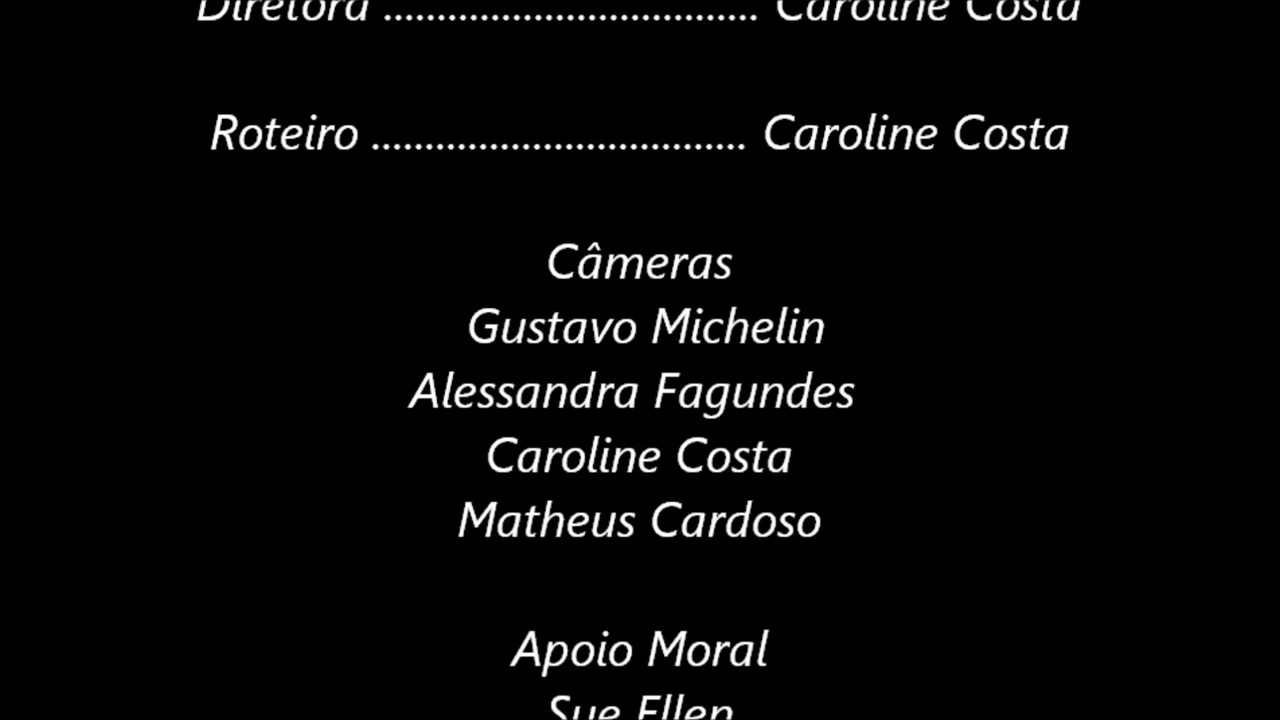 Diretora ................................... Caroline Costa
Roteiro ................................... Caroline Costa
Câmeras
Gustavo Michelin
Alessandra Fagundes
Caroline Costa
Matheus Cardoso
Apoio Moral
Sue Ellen